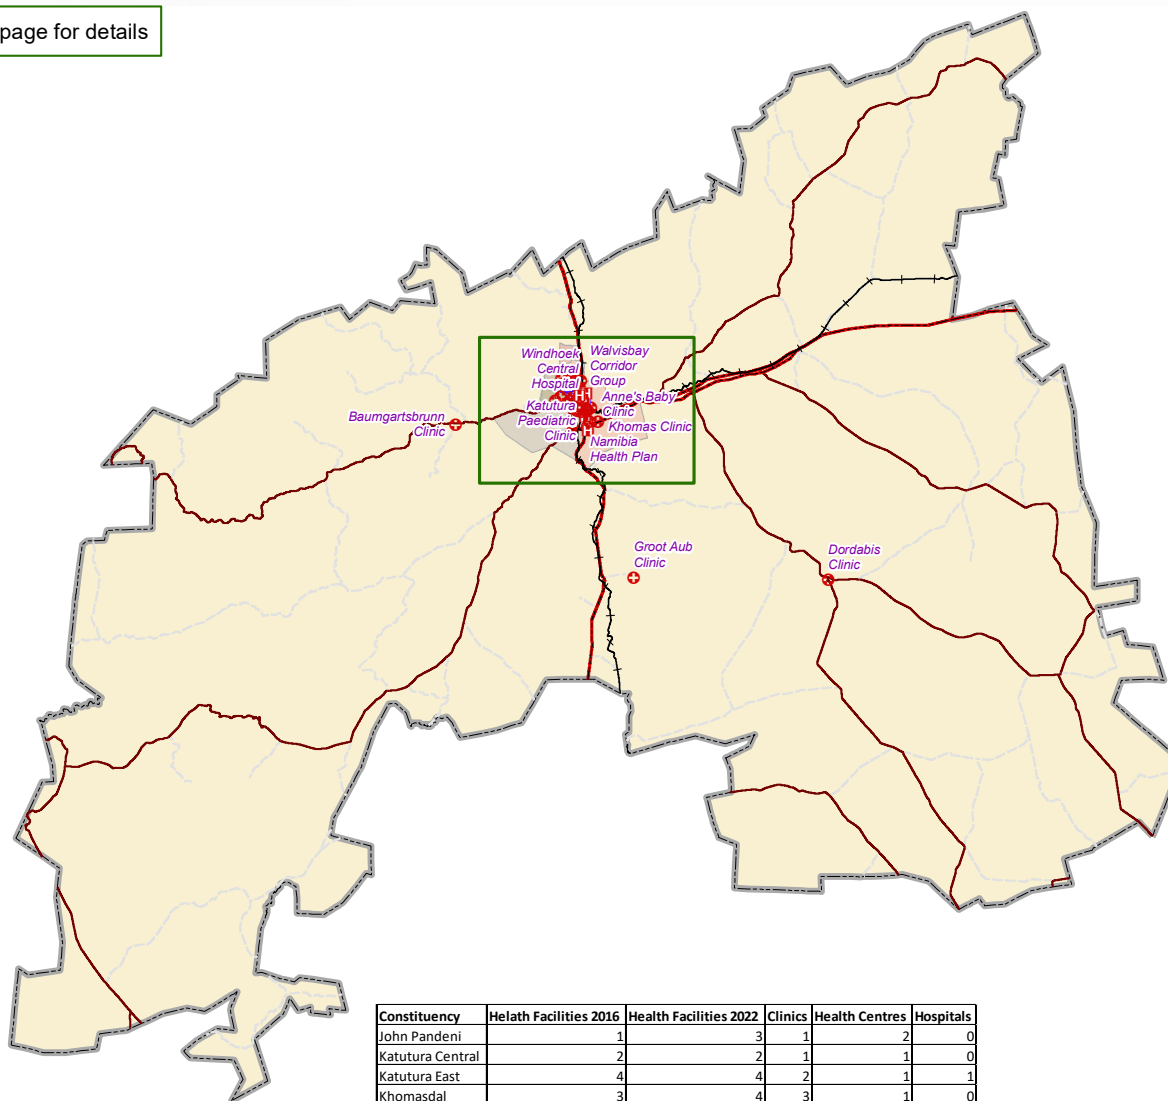 page for details
Windhoek
Central
Hospital
Walvisbay
Corridor
Group
Katutura
Paediatric
Clinic
Anne's Baby
Clinic
Khomas Clinic
Namibia
Health Plan
Baumgartsbrunn
Clinic
Groot Aub
Clinic
Dordabis
Clinic
Constituency Helath Facilities 2016 Health Facilities 2022 Clinics Health Centres Hospitals
John Pandeni 1 3 1 2 0
Katutura Central 2 2 1 1 0
Katutura East 4 4 2 1 1
Khomasdal 3 4 3 1 0